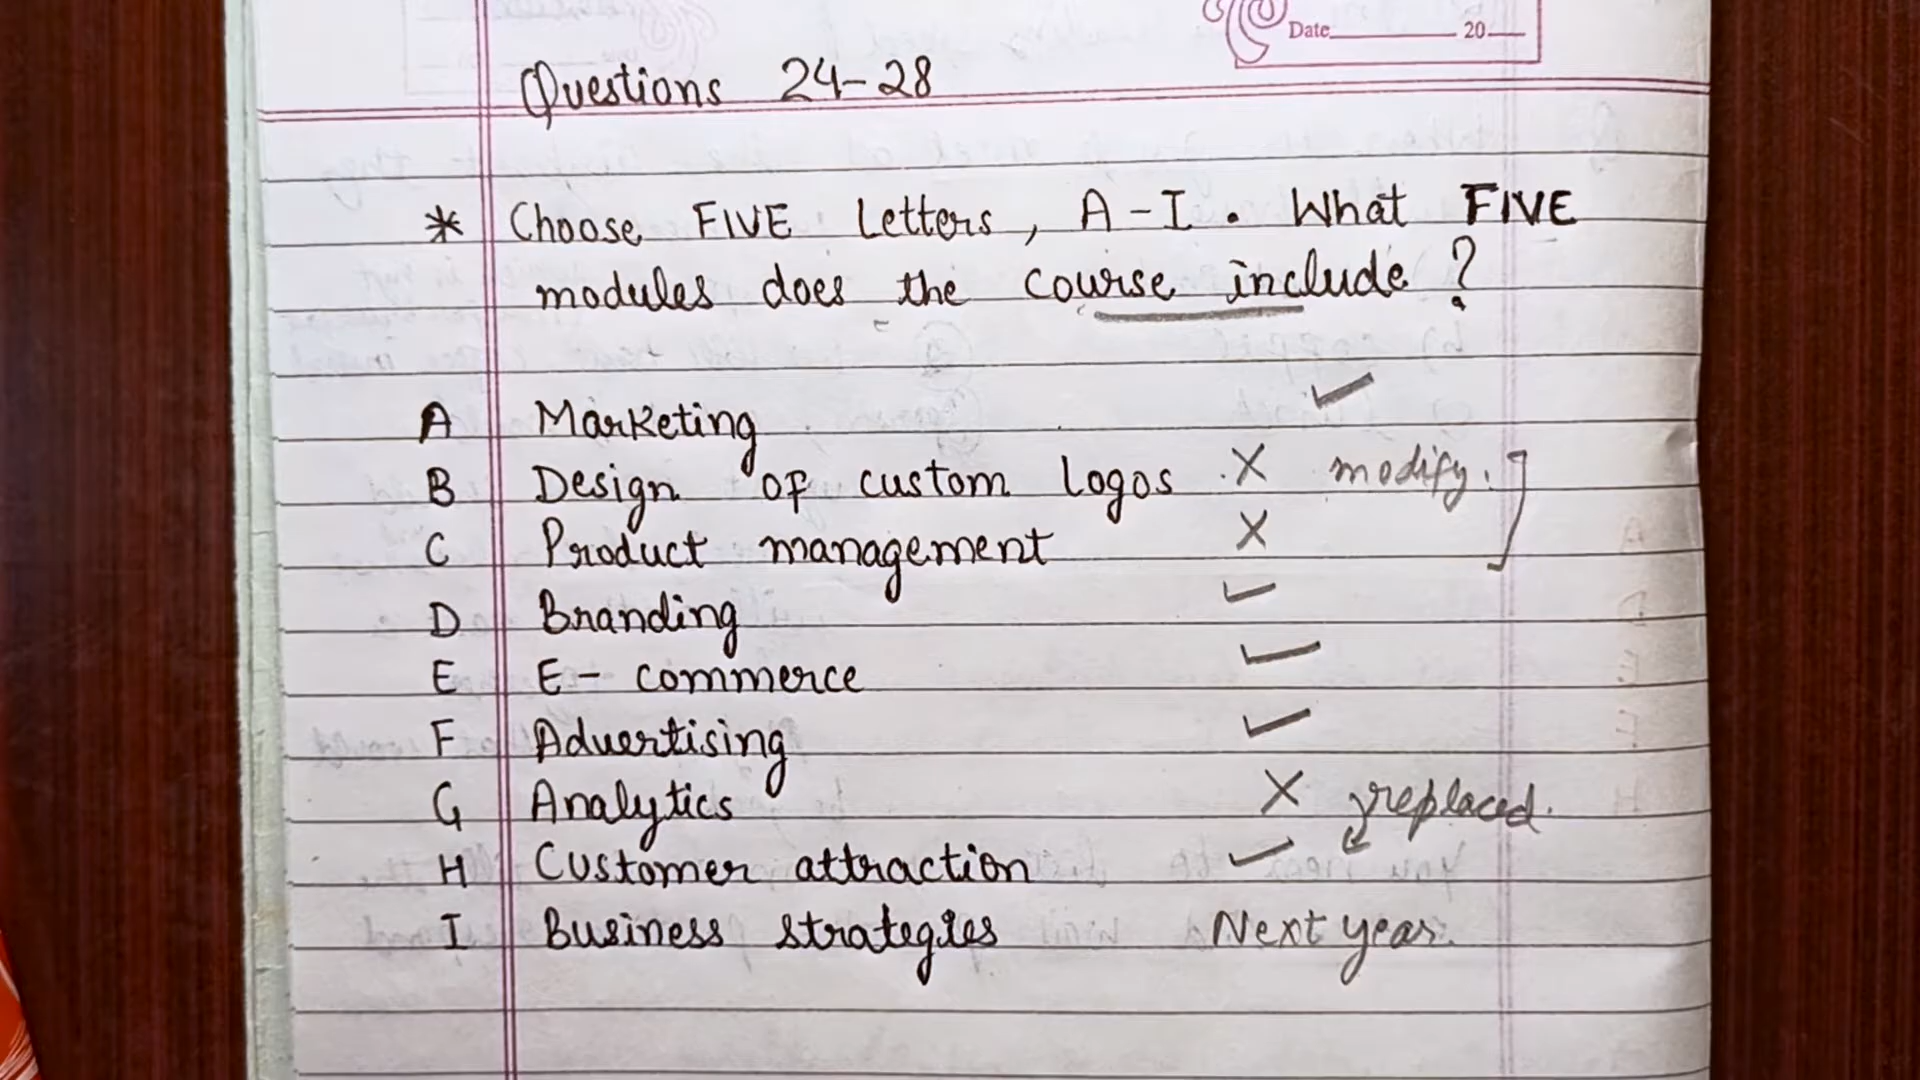 Date 20
Questions 24-28
* Choose FIVE Letters, A-I. What FIVE
modules does the course include?
A Marketing ✓
B Design of custom logos X modify.
C Product management X
D Branding ✓
E E-commerce ✓
F Advertising ✓
G Analytics X replaced.
H Customer attraction ✓
I Business strategies Next year.